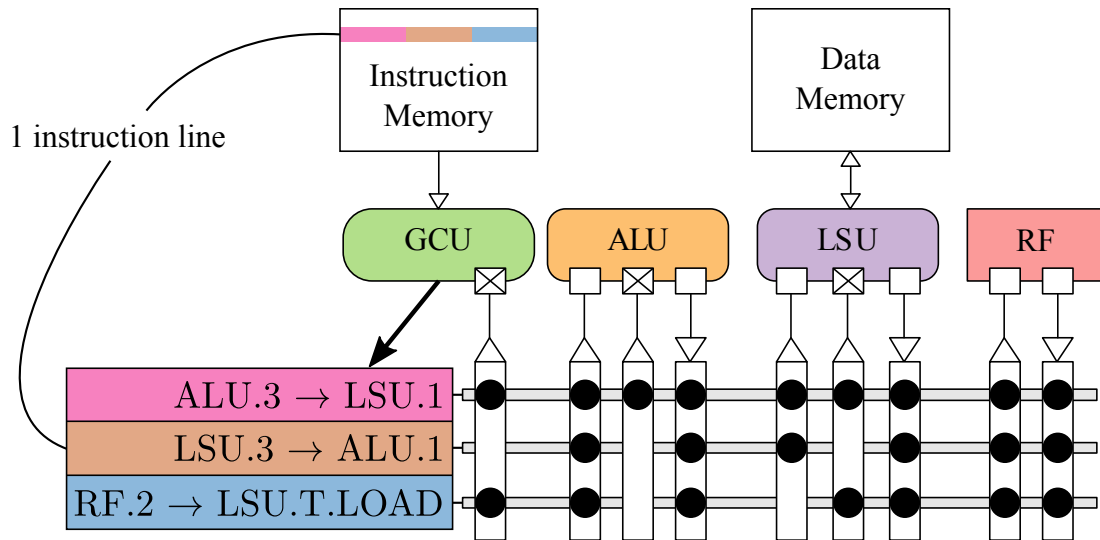 Instruction
Memory
Data
Memory
1 instruction line
GCU
ALU
LSU
RF
ALU.3 → LSU.1
LSU.3 → ALU.1
RF.2 → LSU.T.LOAD